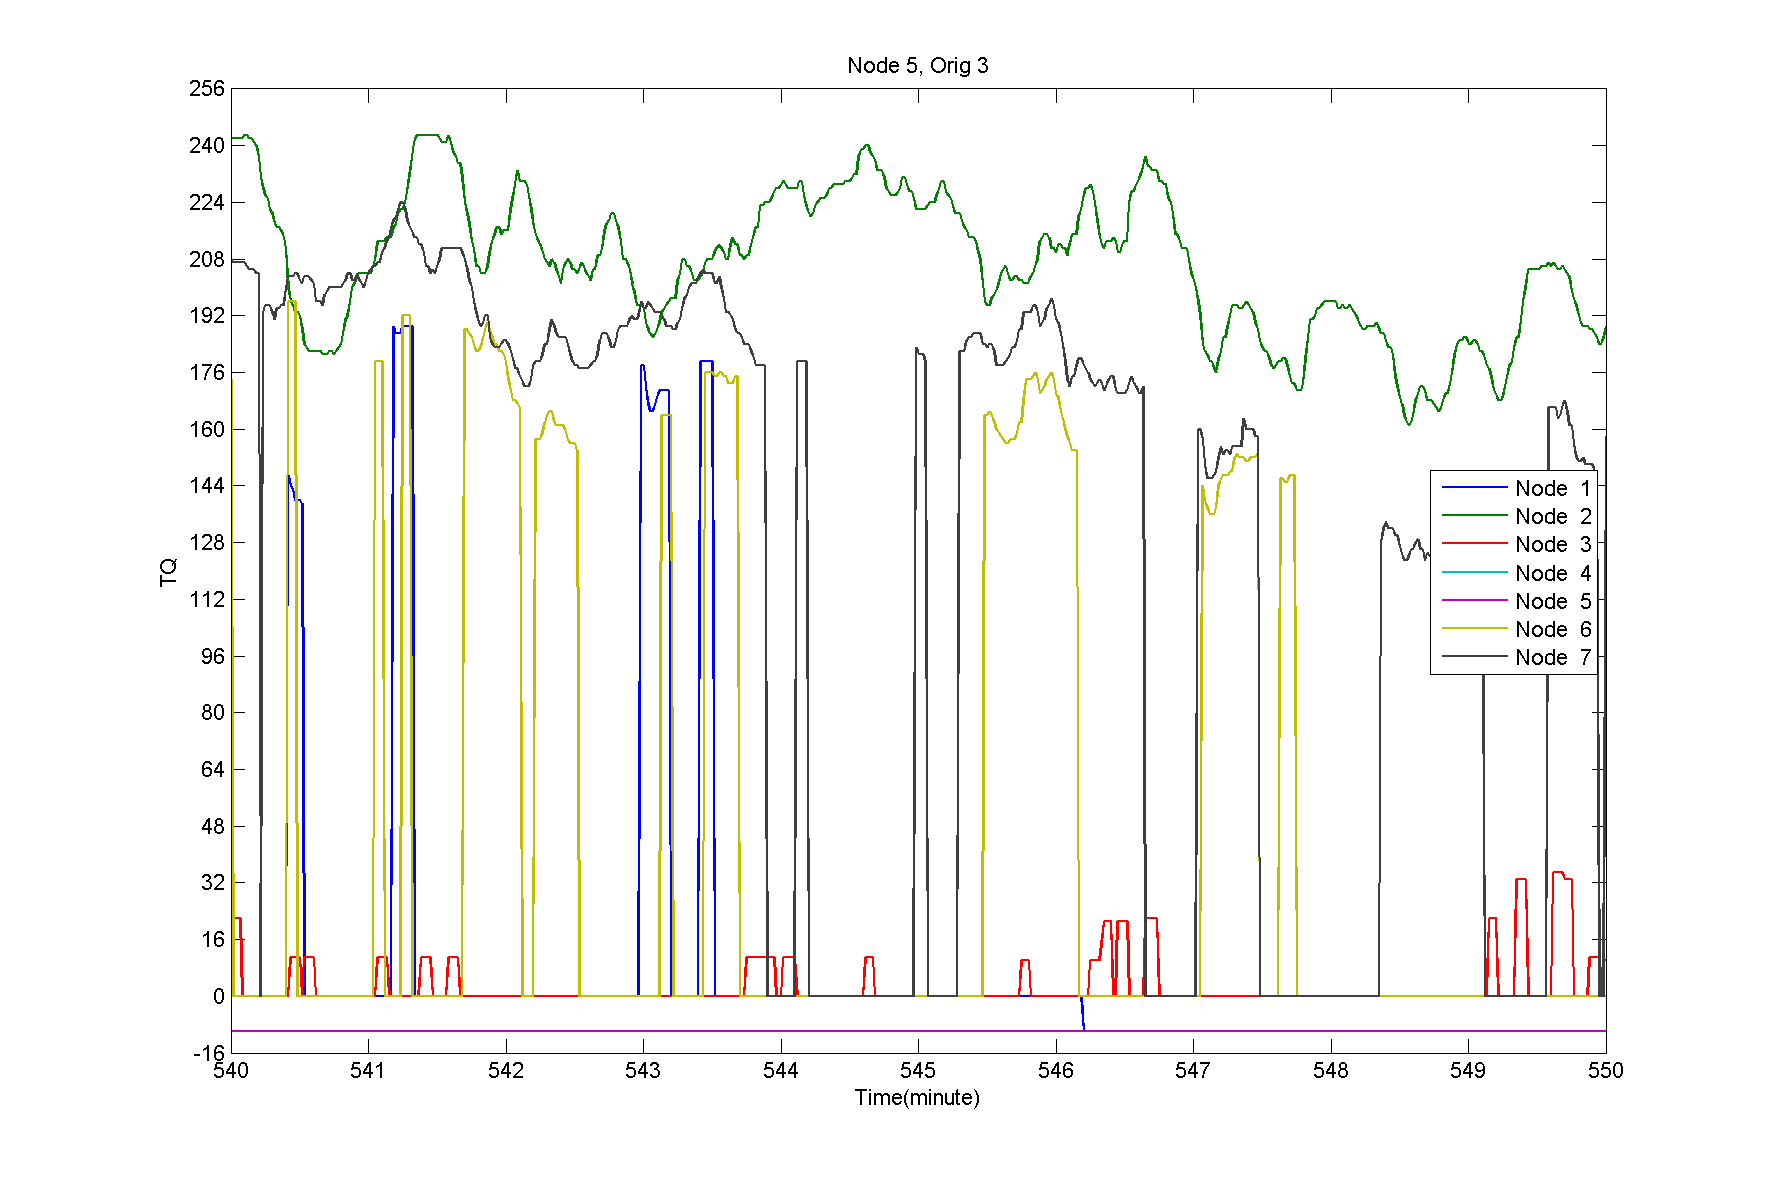 Node 5, Orig 3
256
240
224
208
192
176
160
144
128
112
96
80
64
48
32
16
0
-16
TQ
Node 1
Node 2
Node 3
Node 4
Node 5
Node 6
Node 7
540 541 542 543 544 545 546 547 548 549 550
Time(minute)